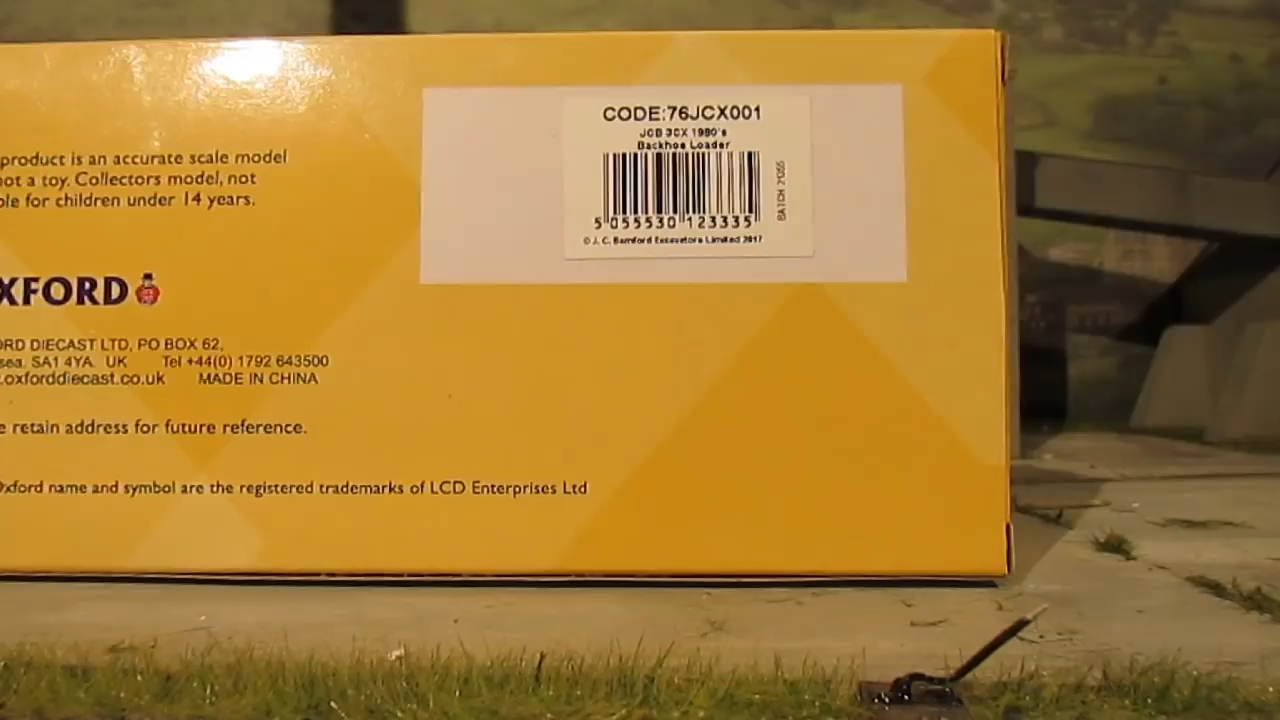 product is an accurate scale model
not a toy. Collectors model, not
ble for children under 14 years.
XFORD
ORD DIECAST LTD, PO BOX 62,
sea. SA1 4YA. UK Tel +44(0) 1792 643500
.oxforddiecast.co.uk MADE IN CHINA
e retain address for future reference.
Oxford name and symbol are the registered trademarks of LCD Enterprises Ltd
CODE:76JCX001
JCB 3CX 1980's
Backhoe Loader
5 055530 123335
© J. C. Bamford Excavators Limited 2017
BATCH